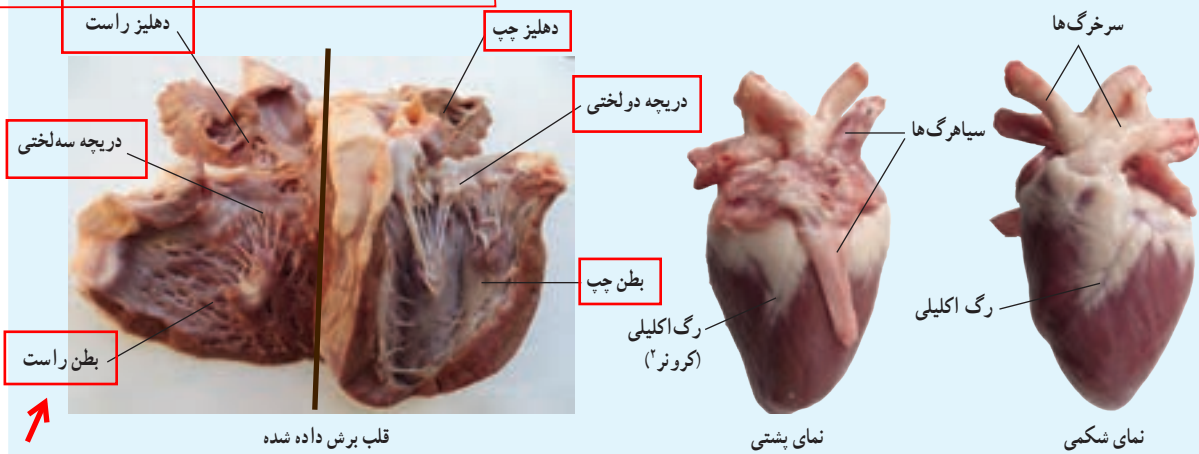 سرخرگ‌ها
سیاهرگ‌ها
رگ اکلیلی
رگ اکلیلی
(کرونر۲)
نمای شکمی
نمای پشتی
دهلیز راست
دهلیز چپ
دریچه دولختی
دریچه سه‌لختی
بطن چپ
بطن راست
قلب برش داده شده